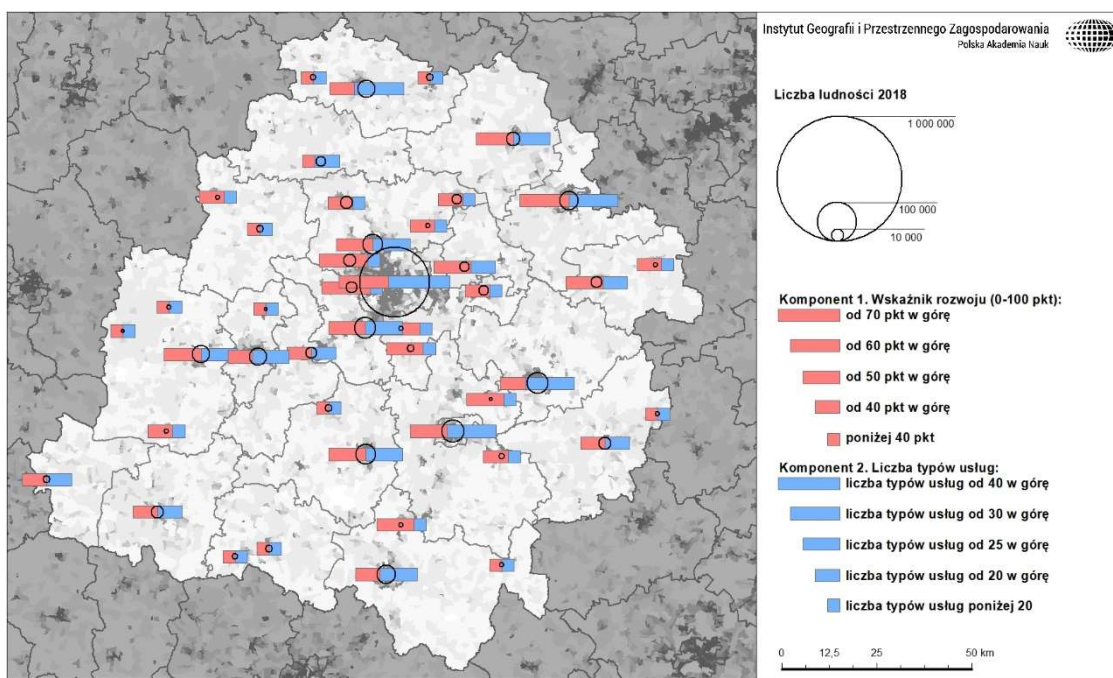 Instytut Geografii i Przestrzennego Zagospodarowania
Polska Akademia Nauk
Liczba ludności 2018
1 000 000
100 000
10 000
Komponent 1. Wskaźnik rozwoju (0-100 pkt):
od 70 pkt w górę
od 60 pkt w górę
od 50 pkt w górę
od 40 pkt w górę
poniżej 40 pkt
Komponent 2. Liczba typów usług:
liczba typów usług od 40 w górę
liczba typów usług od 30 w górę
liczba typów usług od 25 w górę
liczba typów usług od 20 w górę
liczba typów usług poniżej 20
0 12,5 25 50 km